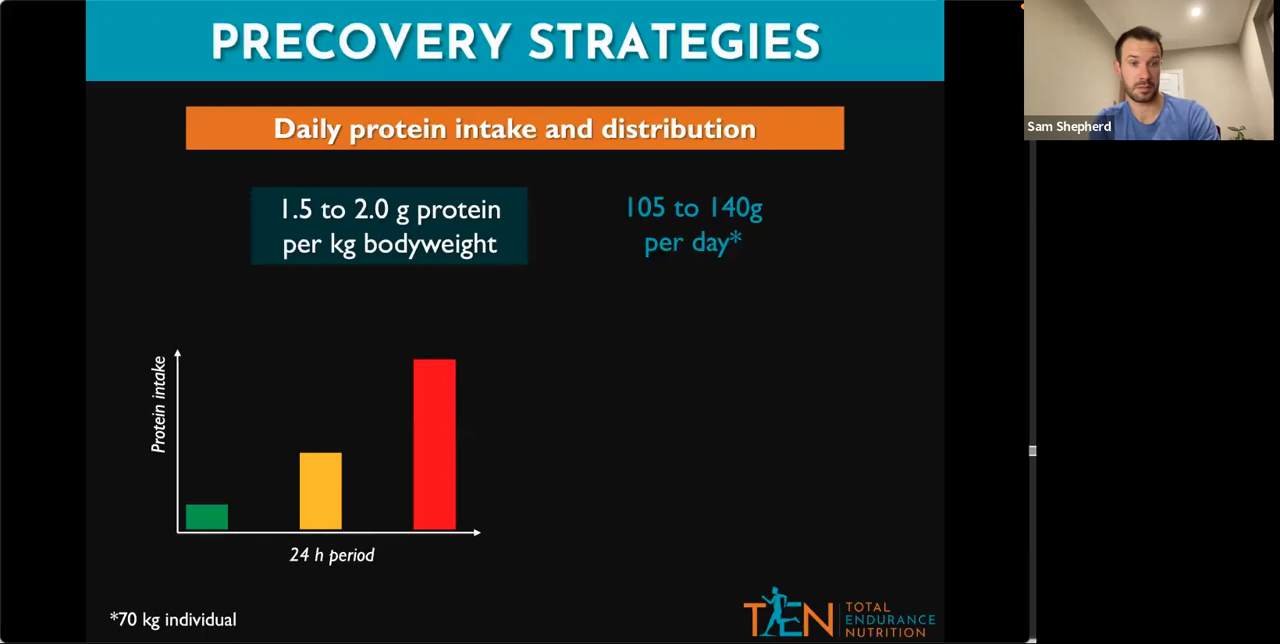 PRECOVERY STRATEGIES
Sam Shepherd
Daily protein intake and distribution
1.5 to 2.0 g protein
per kg bodyweight
105 to 140g
per day*
Protein intake
24 h period
*70 kg individual
TEN
TOTAL
ENDURANCE
NUTRITION